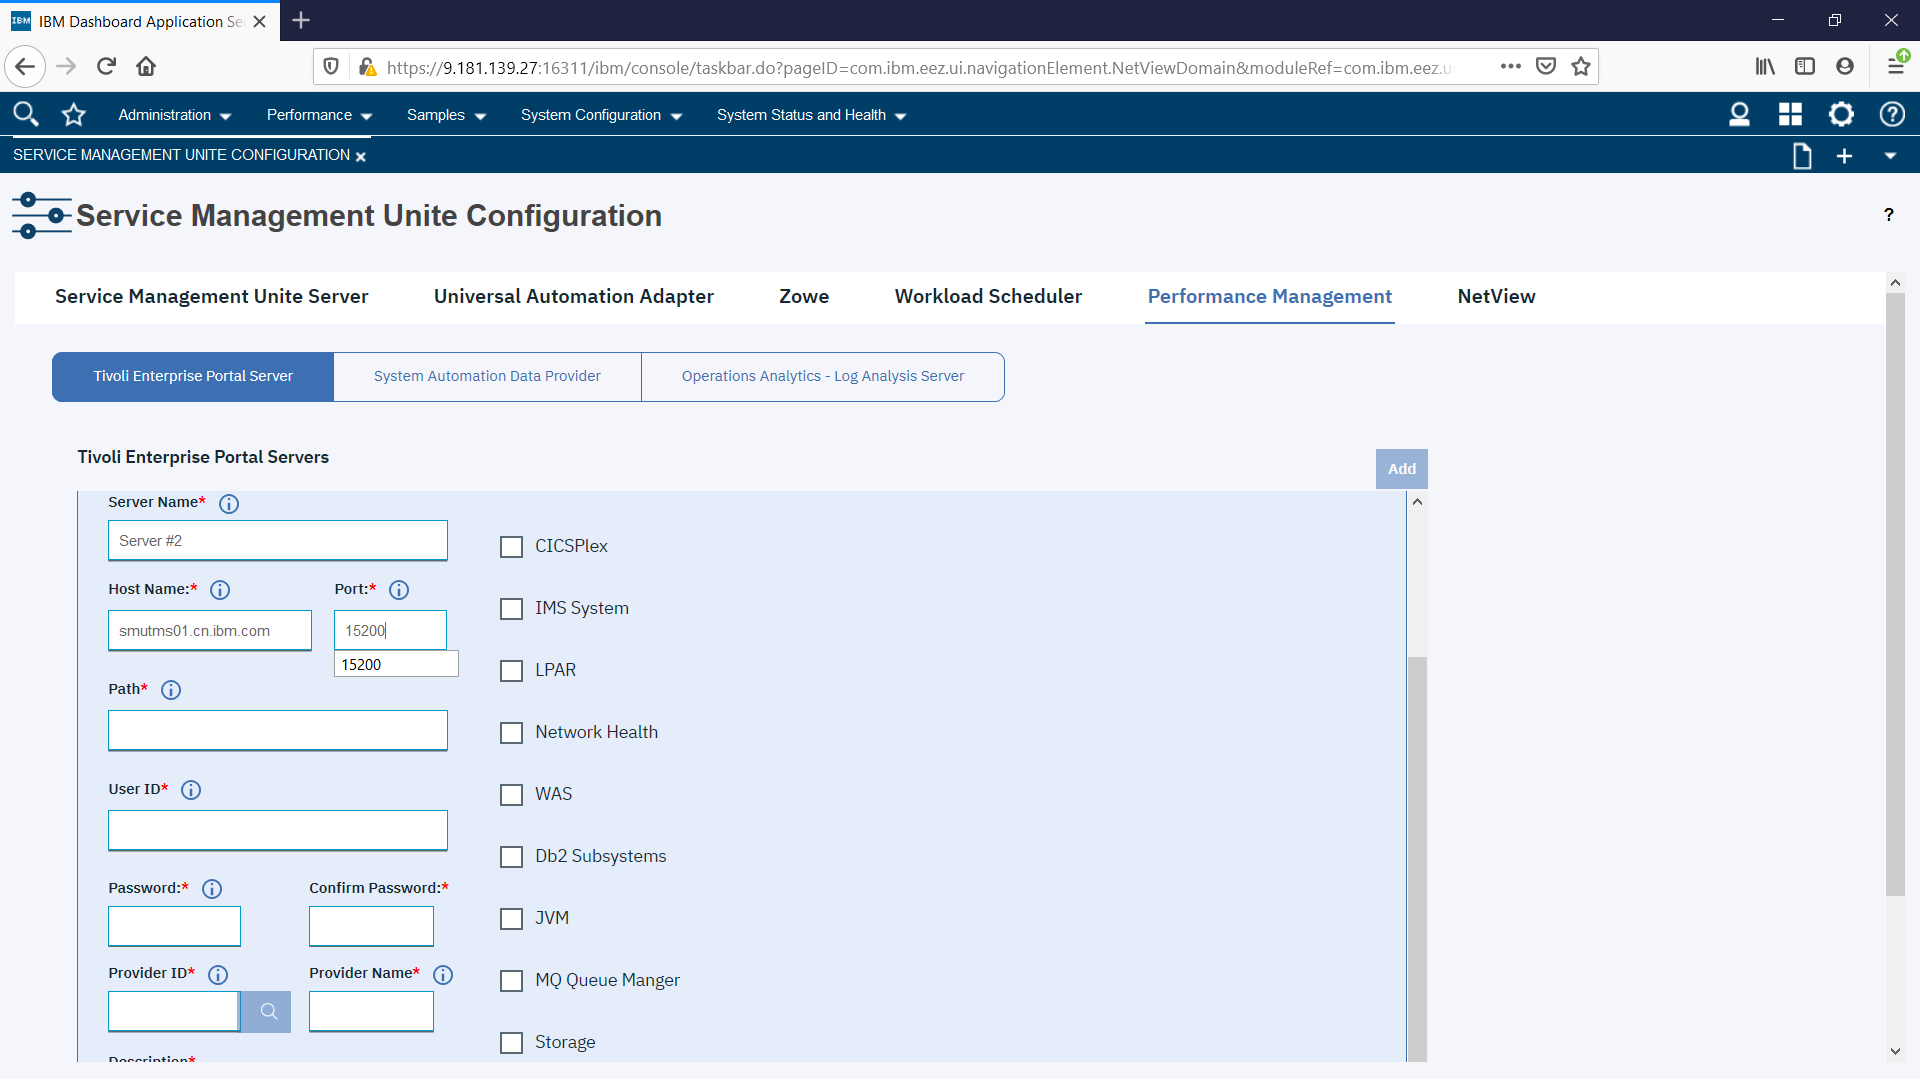 IBM Dashboard Application Se
https://9.181.139.27:16311/ibm/console/taskbar.do?pageID=com.ibm.eez.ui.navigationElement.NetViewDomain&moduleRef=com.ibm.eez.u
Administration Performance Samples System Configuration System Status and Health
SERVICE MANAGEMENT UNITE CONFIGURATION
Service Management Unite Configuration
?
Service Management Unite Server Universal Automation Adapter Zowe Workload Scheduler Performance Management NetView
Tivoli Enterprise Portal Server System Automation Data Provider Operations Analytics - Log Analysis Server
Tivoli Enterprise Portal Servers
Add
Server Name*
Server #2
Host Name:* Port:*
smutms01.cn.ibm.com 15200
15200
Path*
User ID*
Password:* Confirm Password:*
Provider ID* Provider Name*
Description*
CICSPlex
IMS System
LPAR
Network Health
WAS
Db2 Subsystems
JVM
MQ Queue Manger
Storage